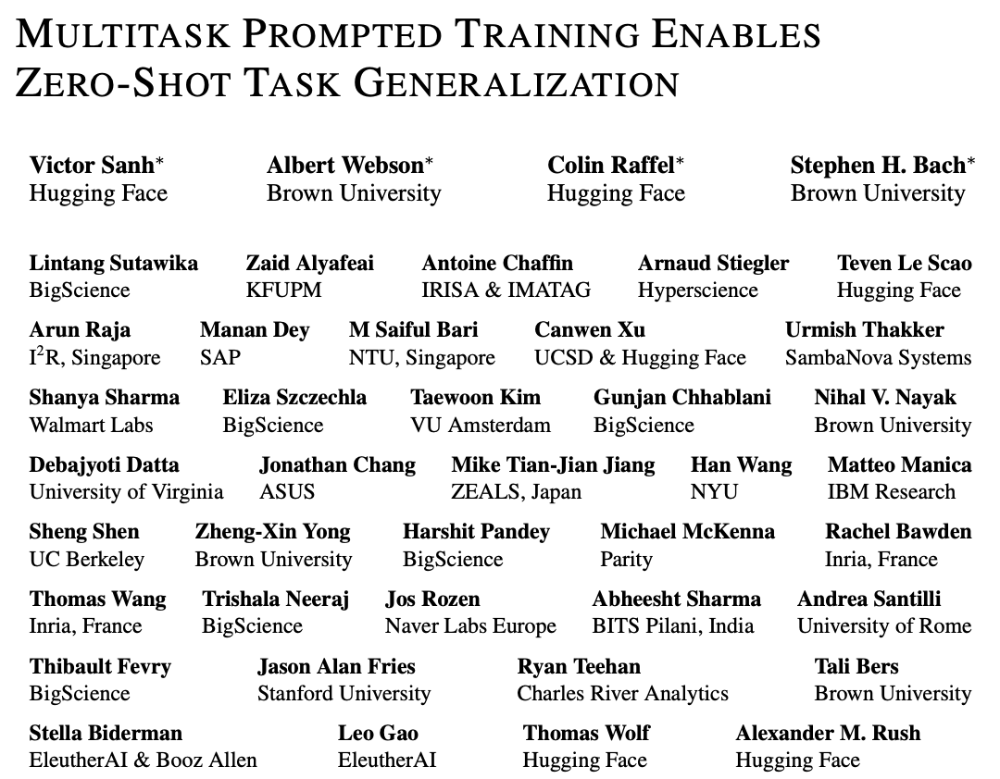 MULTITASK PROMPTED TRAINING ENABLES
ZERO-SHOT TASK GENERALIZATION
Victor Sanh* Albert Webson* Colin Raffel* Stephen H. Bach*
Hugging Face Brown University Hugging Face Brown University
Lintang Sutawika Zaid Alyafeai Antoine Chaffin Arnaud Stiegler Teven Le Scao
BigScience KFUPM IRISA & IMATAG Hyperscience Hugging Face
Arun Raja Manan Dey M Saiful Bari Canwen Xu Urmish Thakker
I²R, Singapore SAP NTU, Singapore UCSD & Hugging Face SambaNova Systems
Shanya Sharma Eliza Szczechla Taewoon Kim Gunjan Chhablani Nihal V. Nayak
Walmart Labs BigScience VU Amsterdam BigScience Brown University
Debajyoti Datta Jonathan Chang Mike Tian-Jian Jiang Han Wang Matteo Manica
University of Virginia ASUS ZEALS, Japan NYU IBM Research
Sheng Shen Zheng-Xin Yong Harshit Pandey Michael McKenna Rachel Bawden
UC Berkeley Brown University BigScience Parity Inria, France
Thomas Wang Trishala Neeraj Jos Rozen Abheesht Sharma Andrea Santilli
Inria, France BigScience Naver Labs Europe BITS Pilani, India University of Rome
Thibault Fevry Jason Alan Fries Ryan Teehan Tali Bers
BigScience Stanford University Charles River Analytics Brown University
Stella Biderman Leo Gao Thomas Wolf Alexander M. Rush
EleutherAI & Booz Allen EleutherAI Hugging Face Hugging Face